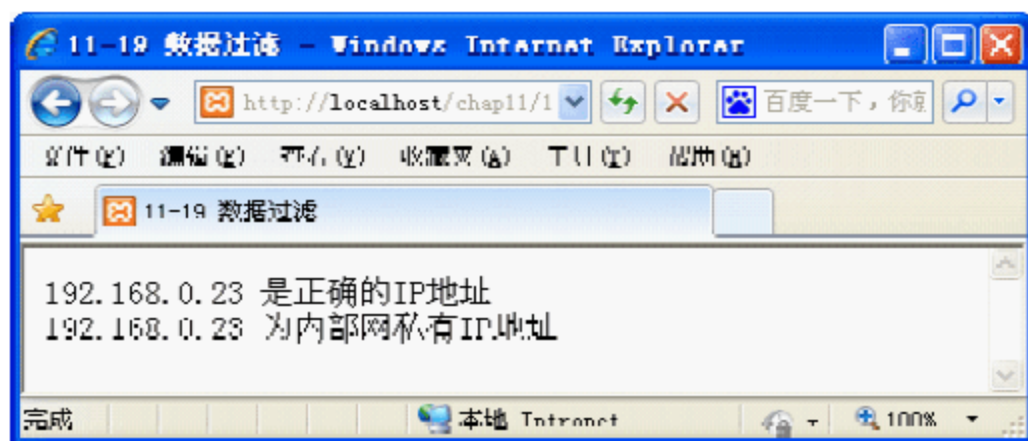 11-19 数据过滤 - Windows Internet Explorer
http://localhost/chap11/1
百度一下，你
文件(F) 编辑(E) 查看(V) 收藏夹(A) 工具(T) 帮助(H)
11-19 数据过滤
192.168.0.23 是正确的IP地址
192.168.0.23 为内部网私有IP地址
完成 本地 Intranet 100%